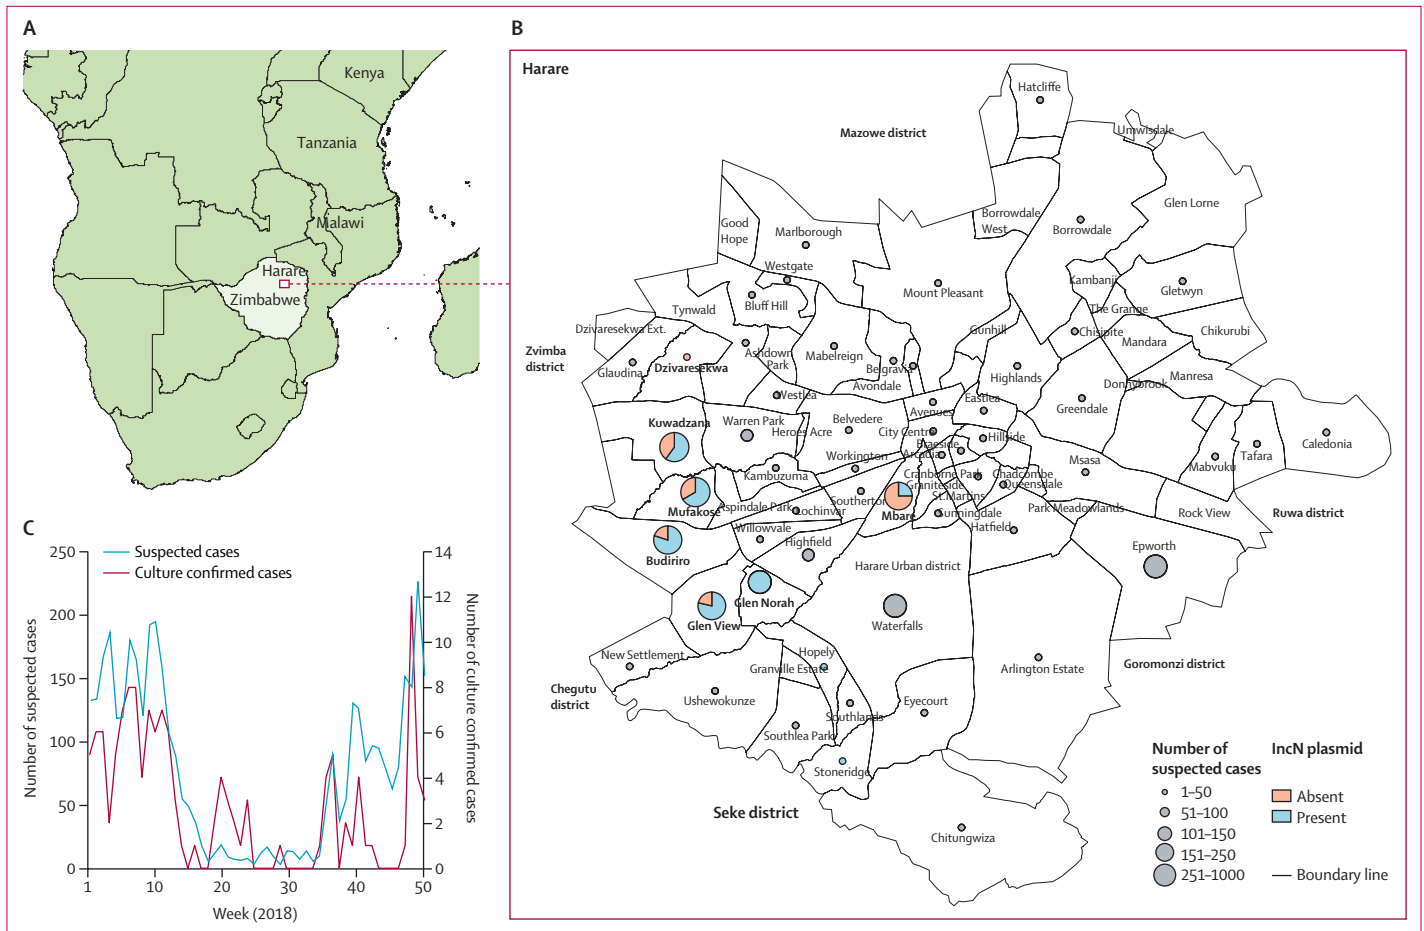 A
Kenya
Tanzania
Malawi
Harare
Zimbabwe
B
Harare
Hatcliffe
Mazowe district
Umwisdale
Glen Lorne
Borrowdale
West
Borrowdale
Good
Hope
Marlborough
Westgate
Kambanji
Gletwyn
Mount Pleasant
Bluff Hill
Tynwald
The Grange
Dzivaresekwa Ext.
Gunhill
Chisipite
Chikurubi
Mandara
Zvimba
district
Ashdown
Park
Mabelreign
Glaudina
Dzivaresekwa
Belgravia
Highlands
Manresa
Avondale
Donnybrook
Westlea
Eastlea
Greendale
Avenues
Kuwadzana
Warren Park
Belvedere
Heroes Acre
City Centre
Hillside
Braeside
Arcadia
Caledonia
Tafara
Mabvuku
Workington
Msasa
Kambuzuma
Cranborne Park
Chadcombe
Graniteside
Queensdale
St.Martins
Southerton
Mufakose
Aspindale Park
Lochinvar
Mbare
Sunningdale
Park Meadowlands
Rock View
Ruwa district
Willowvale
Hatfield
Highfield
Epworth
Budiriro
Harare Urban district
Glen Norah
Glen View
Waterfalls
New Settlement
Hopely
Granville Estate
Arlington Estate
Goromonzi district
Chegutu
district
Ushewokunze
Eyecourt
Southlands
Southlea Park
Stoneridge
Seke district
Chitungwiza
Number of
suspected cases
1–50
51–100
101–150
151–250
251–1000
IncN plasmid
Absent
Present
Boundary line
C
Suspected cases
Culture confirmed cases
Number of suspected cases
250
200
150
100
50
0
Number of culture confirmed cases
14
12
10
8
6
4
2
0
1
10
20
30
40
50
Week (2018)